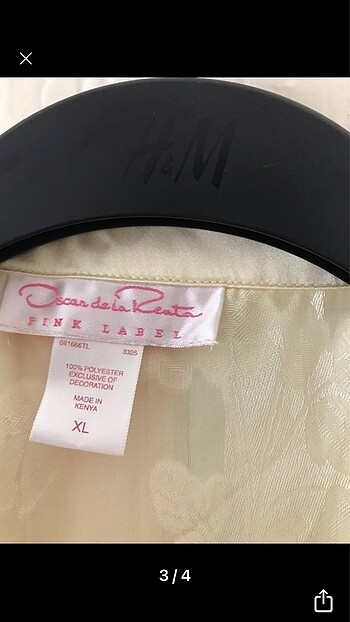 H&M
Oscar de la Renta
PINK LABEL
681666TL 3325
100% POLYESTER
EXCLUSIVE OF
DECORATION
MADE IN
KENYA
XL
3/4